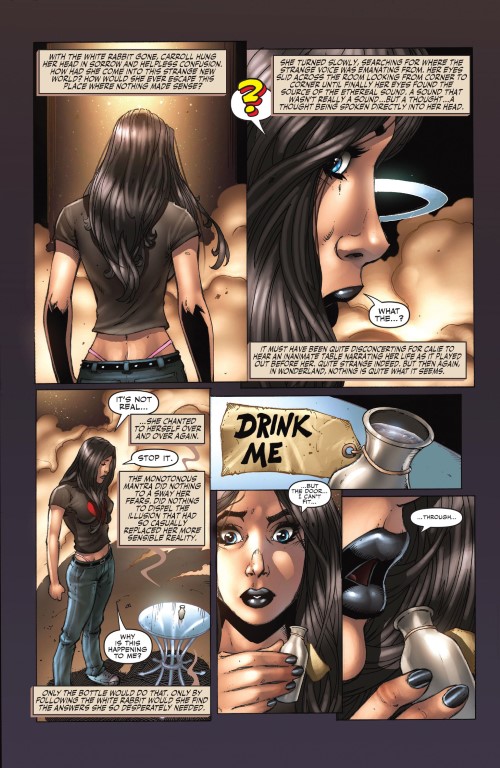 WITH THE WHITE RABBIT GONE, CARROLL HUNG
HER HEAD IN SORROW AND HELPLESS CONFUSION.
HOW HAD SHE COME INTO THIS STRANGE NEW
WORLD? HOW WOULD SHE EVER ESCAPE THIS
PLACE WHERE NOTHING MADE SENSE?
?
SHE TURNED SLOWLY, SEARCHING FOR WHERE THE
STRANGE VOICE WAS EMANATING FROM. HER EYES
SLID ACROSS THE ROOM LOOKING FROM CORNER TO
CORNER UNTIL FINALLY HER EYES FOUND THE
SOURCE OF THE ETHEREAL SOUND. A SOUND THAT
WASN'T REALLY A SOUND...BUT A THOUGHT...A
THOUGHT BEING SPOKEN DIRECTLY INTO HER HEAD.
WHAT
THE...?
IT MUST HAVE BEEN QUITE DISCONCERTING FOR CALIE TO
HEAR AN INANIMATE TABLE NARRATING HER LIFE AS IT PLAYED
OUT BEFORE HER. QUITE STRANGE INDEED. BUT THEN AGAIN,
IN WONDERLAND, NOTHING IS QUITE WHAT IT SEEMS.
IT'S NOT
REAL...
...SHE CHANTED
TO HERSELF OVER
AND OVER AGAIN.
STOP IT.
THE MONOTONOUS
MANTRA DID NOTHING
TO A SWAY HER
FEARS. DID NOTHING
TO DISPEL THE
ILLUSION THAT HAD
SO CASUALLY
REPLACED HER MORE
SENSIBLE REALITY.
WHY IS
THIS
HAPPENING
TO ME?
ONLY THE BOTTLE WOULD DO THAT. ONLY BY
FOLLOWING THE WHITE RABBIT WOULD SHE FIND
THE ANSWERS SHE SO DESPERATELY NEEDED.
DRINK
ME
...BUT
THE DOOR...
I CAN'T
FIT...
...THROUGH...